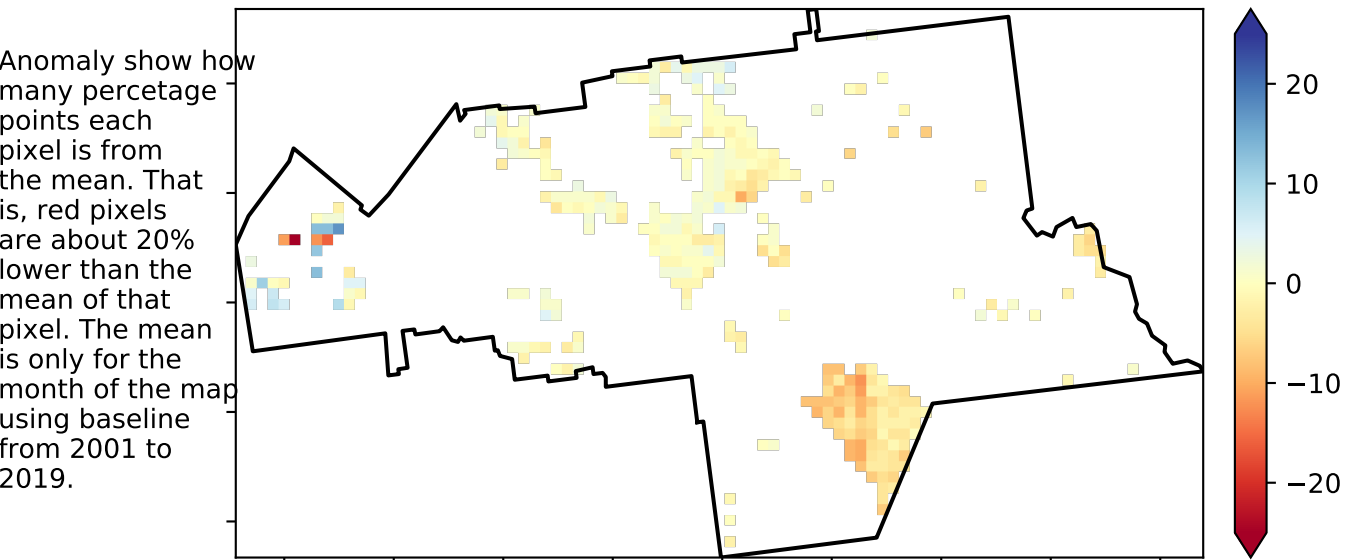 Anomaly show how
many percetage
points each
pixel is from
the mean. That
is, red pixels
are about 20%
lower than the
mean of that
pixel. The mean
is only for the
month of the map
using baseline
from 2001 to
2019.
20
10
0
−10
−20